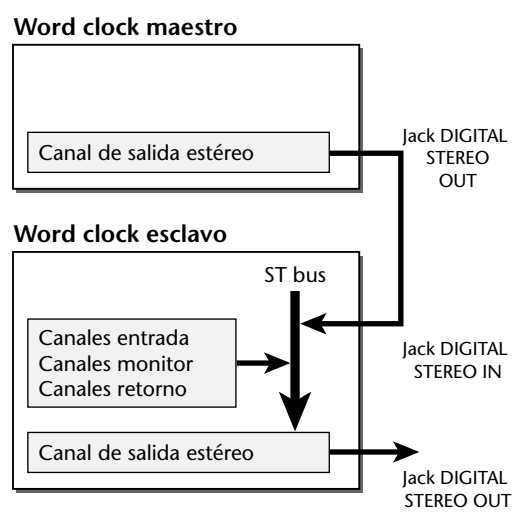 Word clock maestro
Canal de salida estéreo
Jack DIGITAL
STEREO
OUT
Word clock esclavo
ST bus
Canales entrada
Canales monitor
Canales retorno
Jack DIGITAL
STEREO IN
Canal de salida estéreo
Jack DIGITAL
STEREO OUT